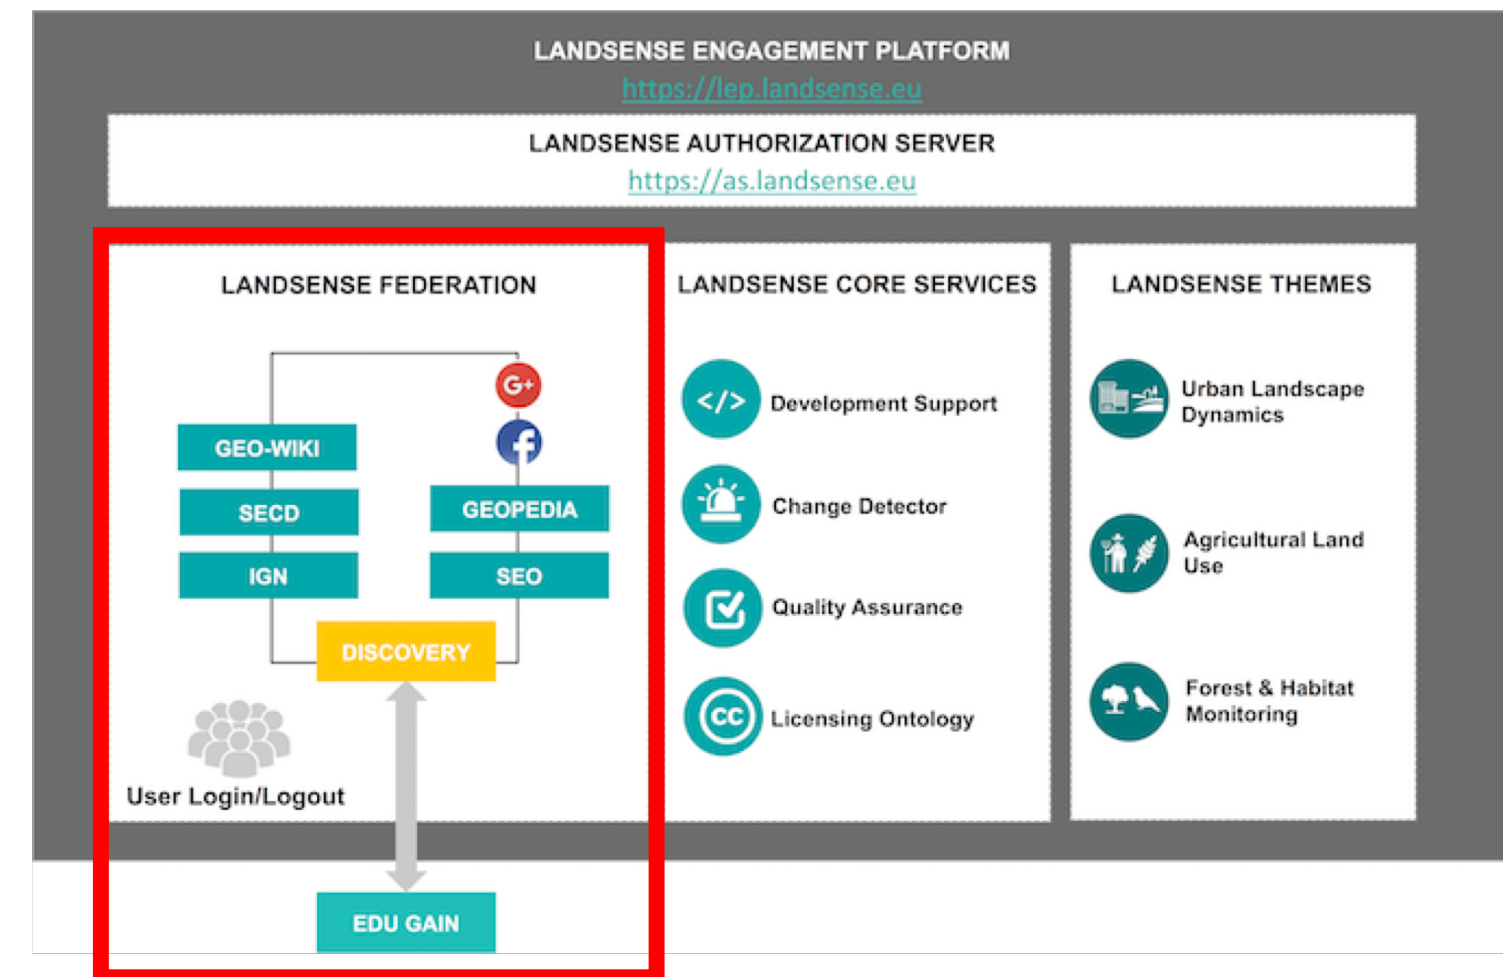 LANDSENSE ENGAGEMENT PLATFORM
https://lep.landsense.eu
LANDSENSE AUTHORIZATION SERVER
https://as.landsense.eu
LANDSENSE FEDERATION
G+
f
GEO-WIKI
SECD
IGN
GEOPEDIA
SEO
DISCOVERY
User Login/Logout
EDU GAIN
LANDSENSE CORE SERVICES
</>
Development Support
Change Detector
Quality Assurance
CC
Licensing Ontology
LANDSENSE THEMES
Urban Landscape
Dynamics
Agricultural Land
Use
Forest & Habitat
Monitoring